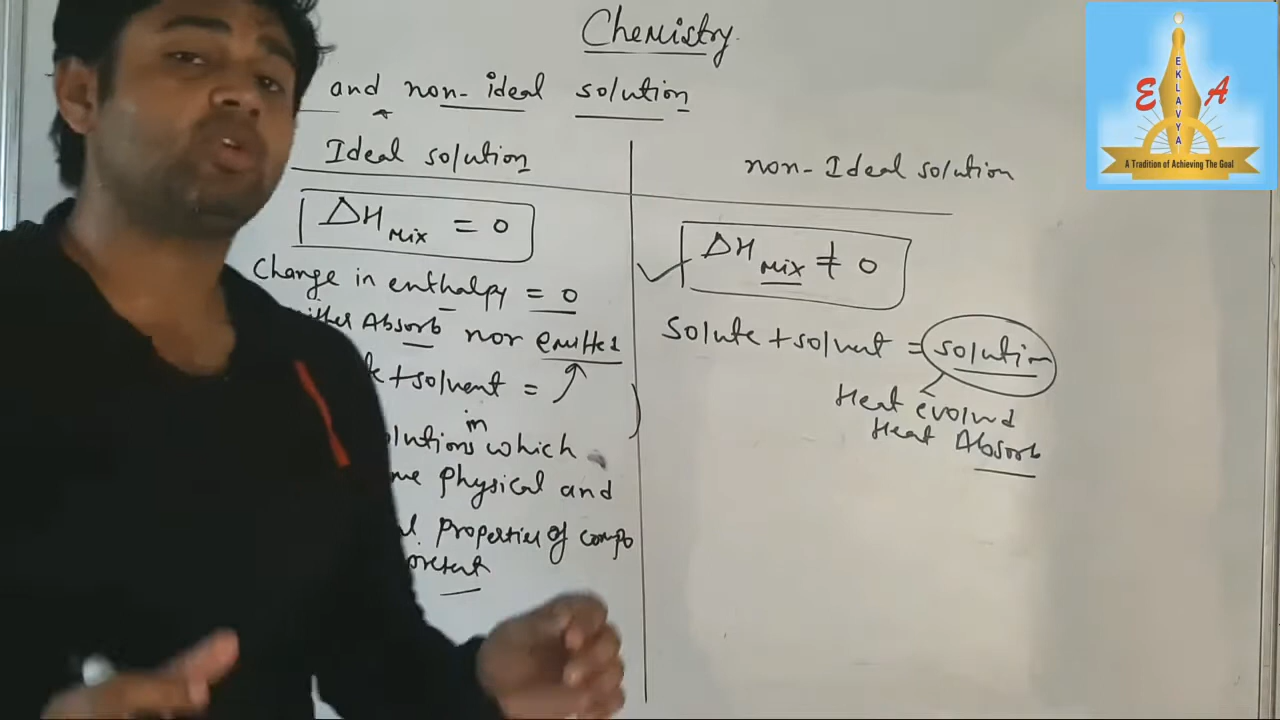 Chemistry
and non-ideal solution
Ideal solution
ΔH Mix = 0
Change in enthalpy = 0
Absorb nor emitted
+solvent =
in
which
Physical and
Properties of compo
present
non-Ideal solution
ΔH Mix ≠ 0
Solute + solvent = solution
Heat evolved
Heat Absorb
E A
EKLAVYA
A Tradition of Achieving The Goal